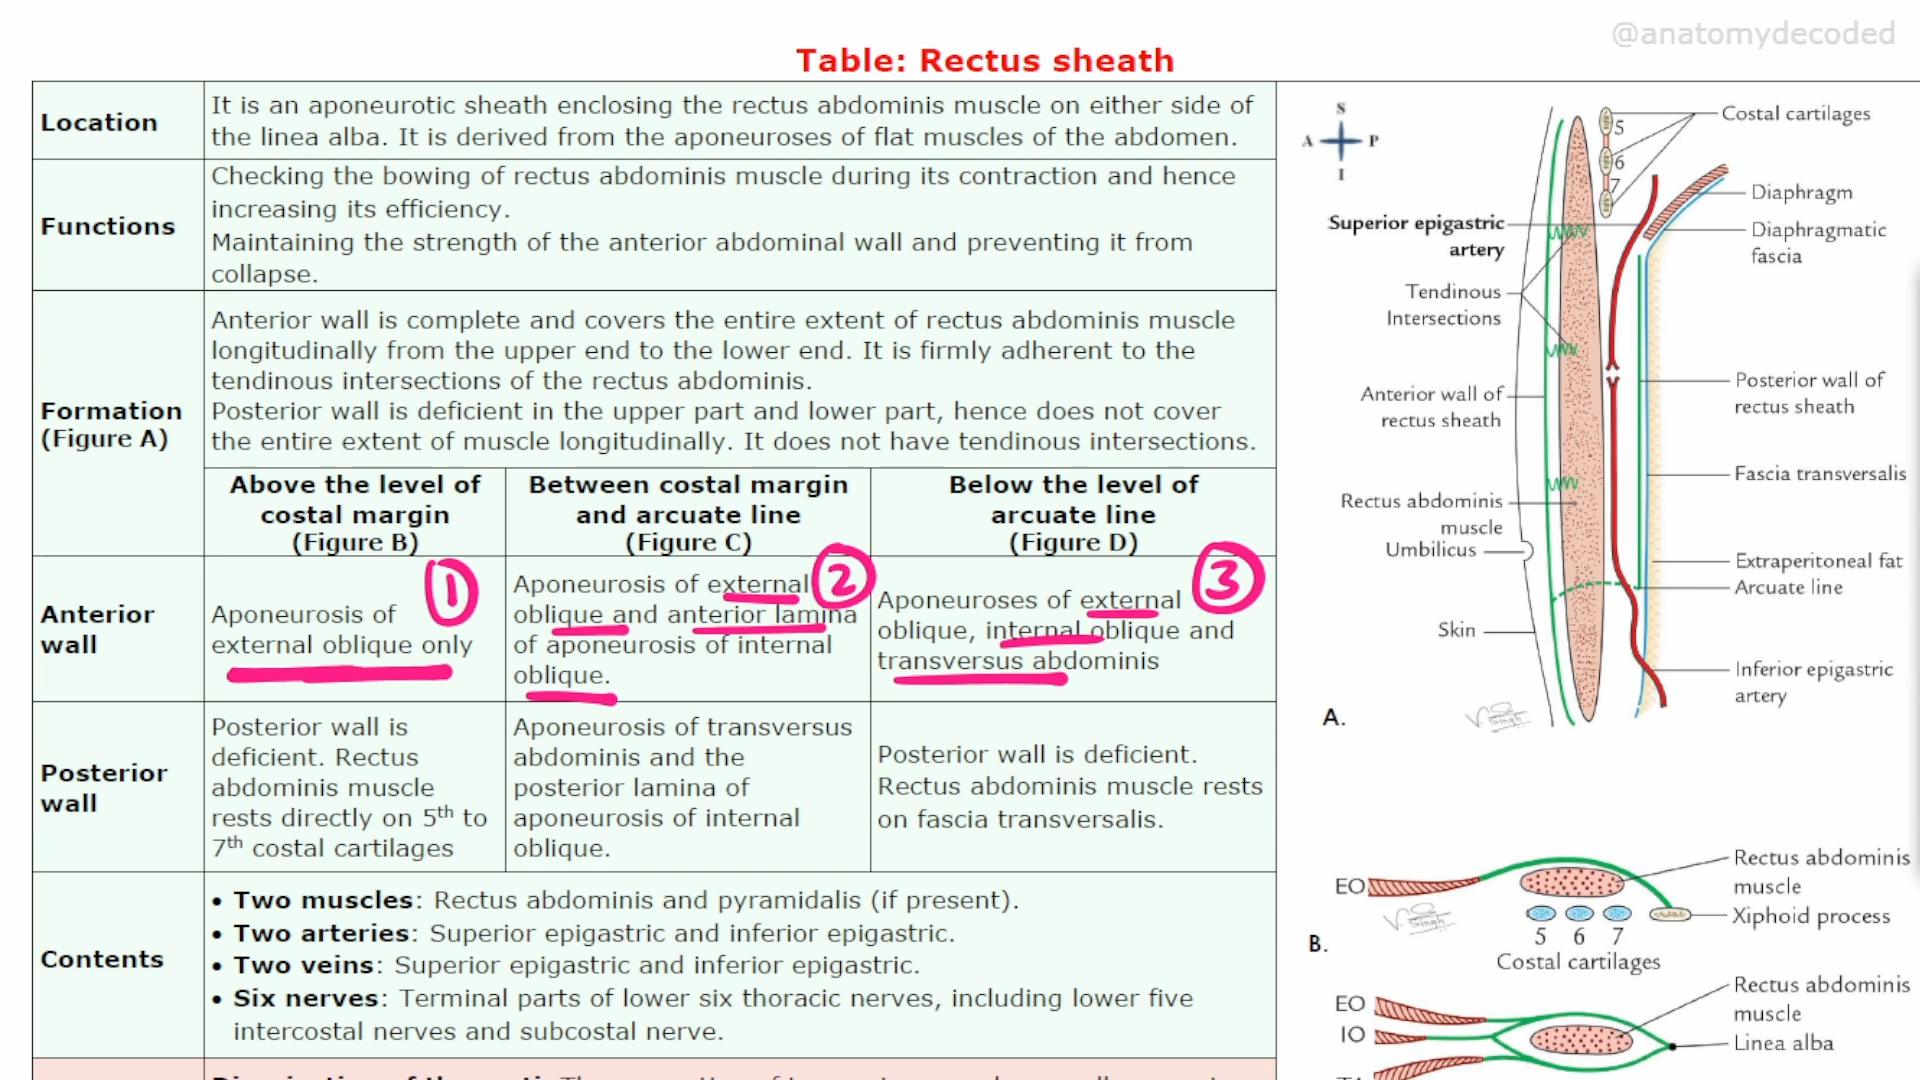 @anatomydecoded
Table: Rectus sheath
Location
It is an aponeurotic sheath enclosing the rectus abdominis muscle on either side of
the linea alba. It is derived from the aponeuroses of flat muscles of the abdomen.
Functions
Checking the bowing of rectus abdominis muscle during its contraction and hence
increasing its efficiency.
Maintaining the strength of the anterior abdominal wall and preventing it from
collapse.
Formation
(Figure A)
Anterior wall is complete and covers the entire extent of rectus abdominis muscle
longitudinally from the upper end to the lower end. It is firmly adherent to the
tendinous intersections of the rectus abdominis.
Posterior wall is deficient in the upper part and lower part, hence does not cover
the entire extent of muscle longitudinally. It does not have tendinous intersections.
Above the level of
costal margin
(Figure B)
Between costal margin
and arcuate line
(Figure C)
Below the level of
arcuate line
(Figure D)
Anterior
wall
1
Aponeurosis of
external oblique only
2
Aponeurosis of external
oblique and anterior lamina
of aponeurosis of internal
oblique.
3
Aponeuroses of external
oblique, internal oblique and
transversus abdominis
Posterior
wall
Posterior wall is
deficient. Rectus
abdominis muscle
rests directly on 5th to
7th costal cartilages
Aponeurosis of transversus
abdominis and the
posterior lamina of
aponeurosis of internal
oblique.
Posterior wall is deficient.
Rectus abdominis muscle rests
on fascia transversalis.
Contents
• Two muscles: Rectus abdominis and pyramidalis (if present).
• Two arteries: Superior epigastric and inferior epigastric.
• Two veins: Superior epigastric and inferior epigastric.
• Six nerves: Terminal parts of lower six thoracic nerves, including lower five
intercostal nerves and subcostal nerve.
S
A P
I
5
6
7
Costal cartilages
Diaphragm
Diaphragmatic
fascia
Superior epigastric
artery
Tendinous
Intersections
Anterior wall of
rectus sheath
Posterior wall of
rectus sheath
Fascia transversalis
Rectus abdominis
muscle
Umbilicus
Extraperitoneal fat
Arcuate line
Skin
Inferior epigastric
artery
A.
V. Singh
EO
Rectus abdominis
muscle
Xiphoid process
V. Singh
5 6 7
Costal cartilages
B.
EO
IO
Rectus abdominis
muscle
Linea alba